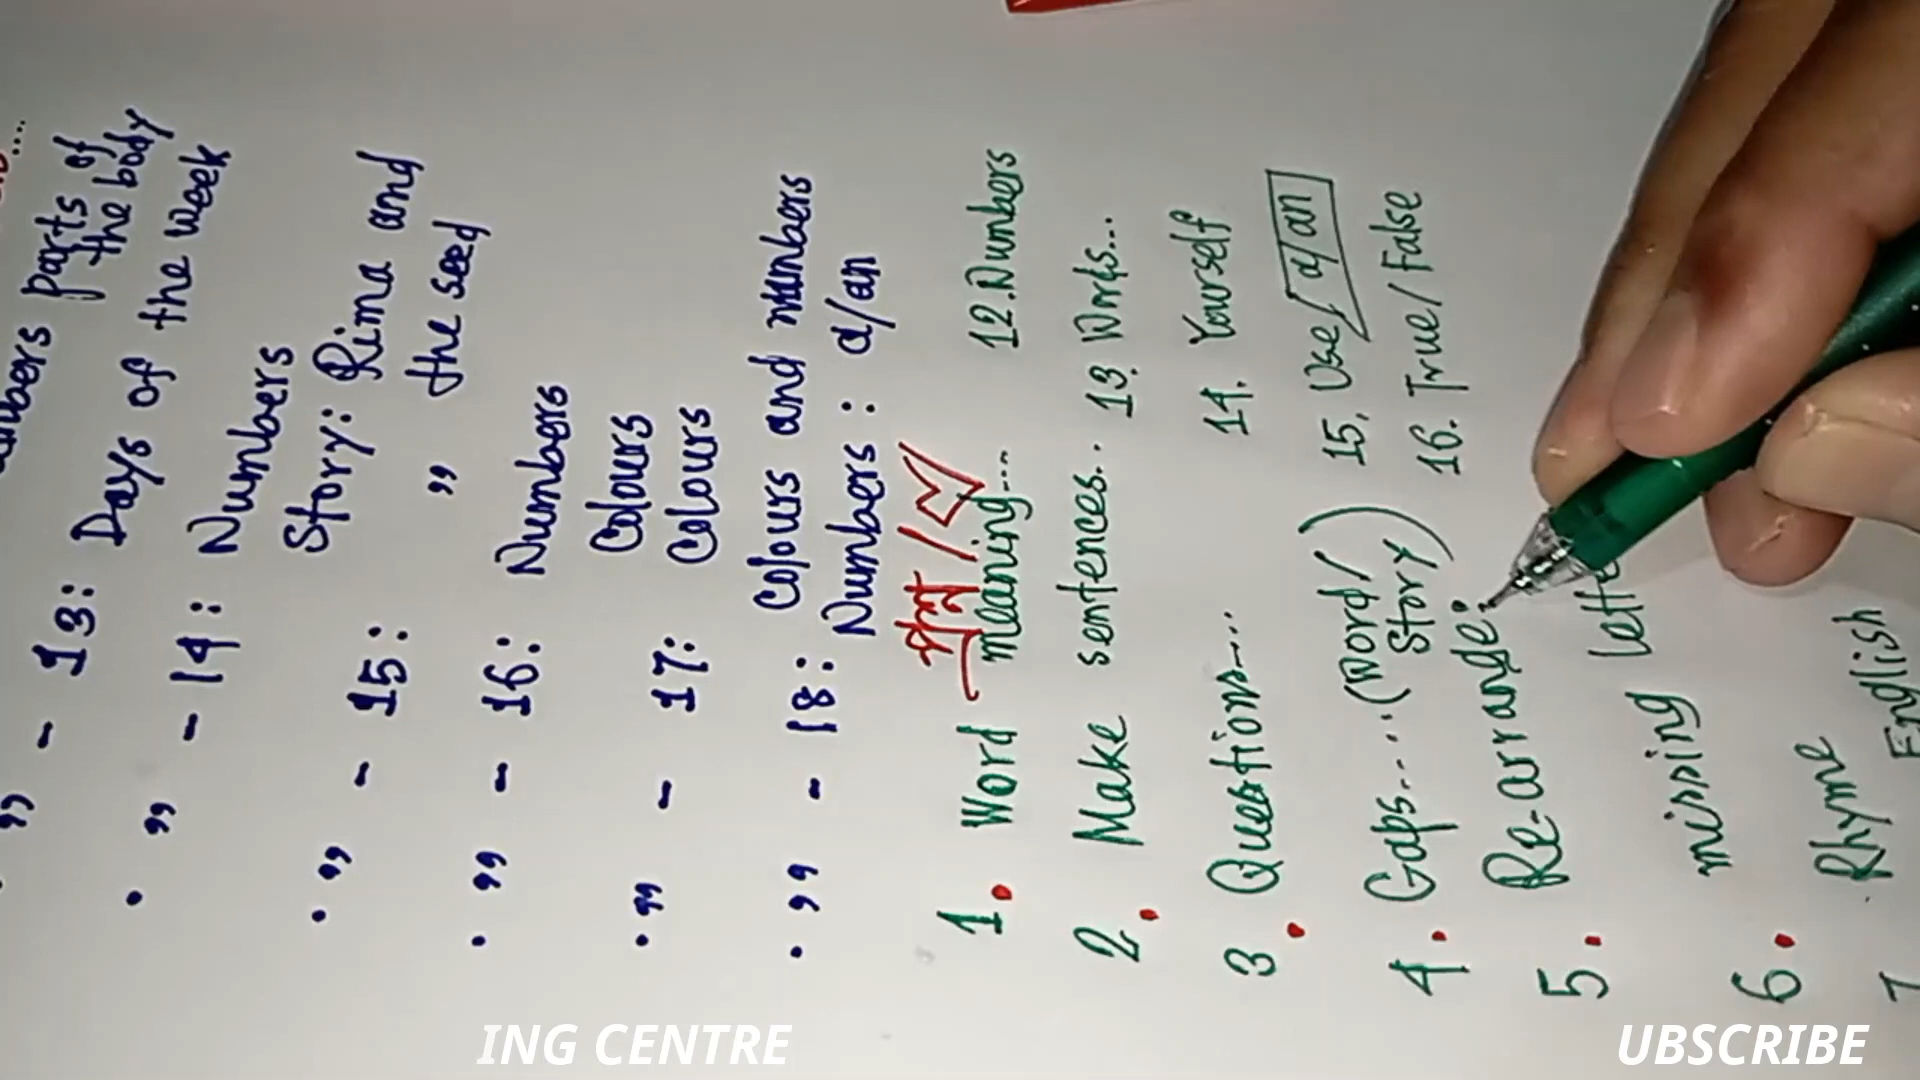 numbers parts of
the body
" - 13: Days of the week
" - 14: Numbers
Story: Rima and
" - 15: " the seed
" - 16: Numbers
Colours
" - 17: Colours
Colours and numbers
" - 18: Numbers: a/an
প্রশ্ন /
1. Word meaning... 12. Numbers
2. Make sentences.. 13. Words...
3. Questions.... 14. Yourself
4. Gaps....(Word/ Story) 15. Use a/an
16. True/False
5. Re-arrange:
6. missing lette
7. Rhyme
English
ING CENTRE
UBSCRIBE